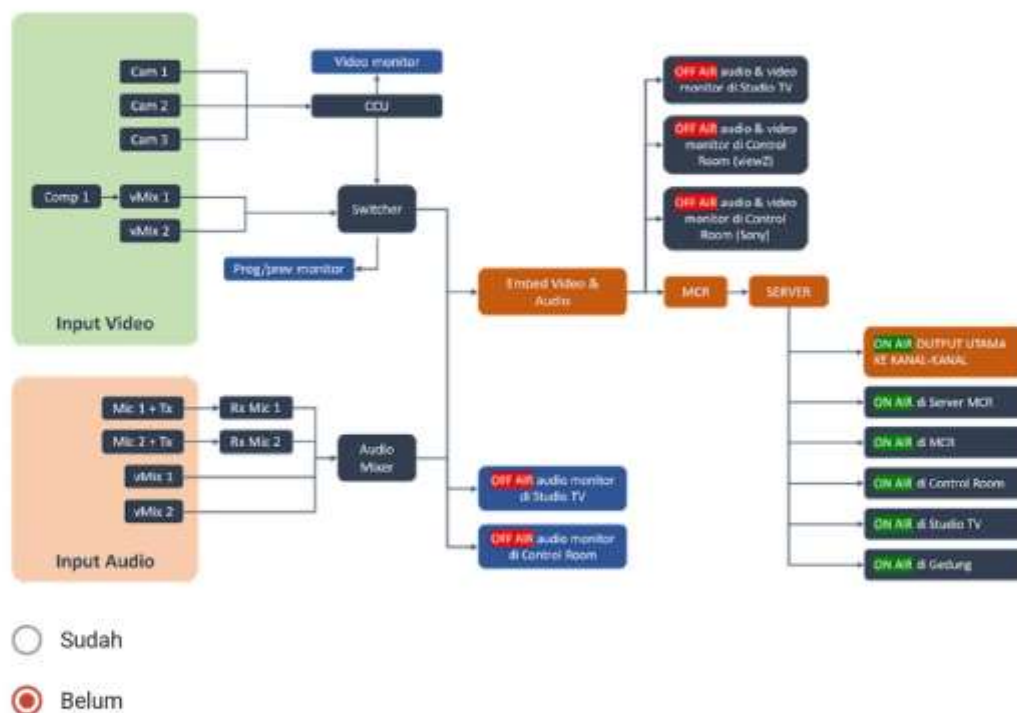 Cam 1
Cam 2
Cam 3
Comp 1
vMix 1
vMix 2
Input Video
Video monitor
CCU
Switcher
Prog/prev monitor
Mic 1 + Tx
Mic 2 + Tx
vMix 1
vMix 2
Input Audio
Rx Mic 1
Rx Mic 2
Audio
Mixer
Embed Video &
Audio
OFF AIR audio & video
monitor di Studio TV
OFF AIR audio & video
monitor di Control
Room (view2)
OFF AIR audio & video
monitor di Control
Room (Sony)
MCR
SERVER
OFF AIR audio monitor
di Studio TV
OFF AIR audio monitor
di Control Room
ON AIR OUTPUT UTAMA
KE KANAL-KANAL
ON AIR di Server MCR
ON AIR di MCR
ON AIR di Control Room
ON AIR di Studio TV
ON AIR di Gedung
Sudah
Belum